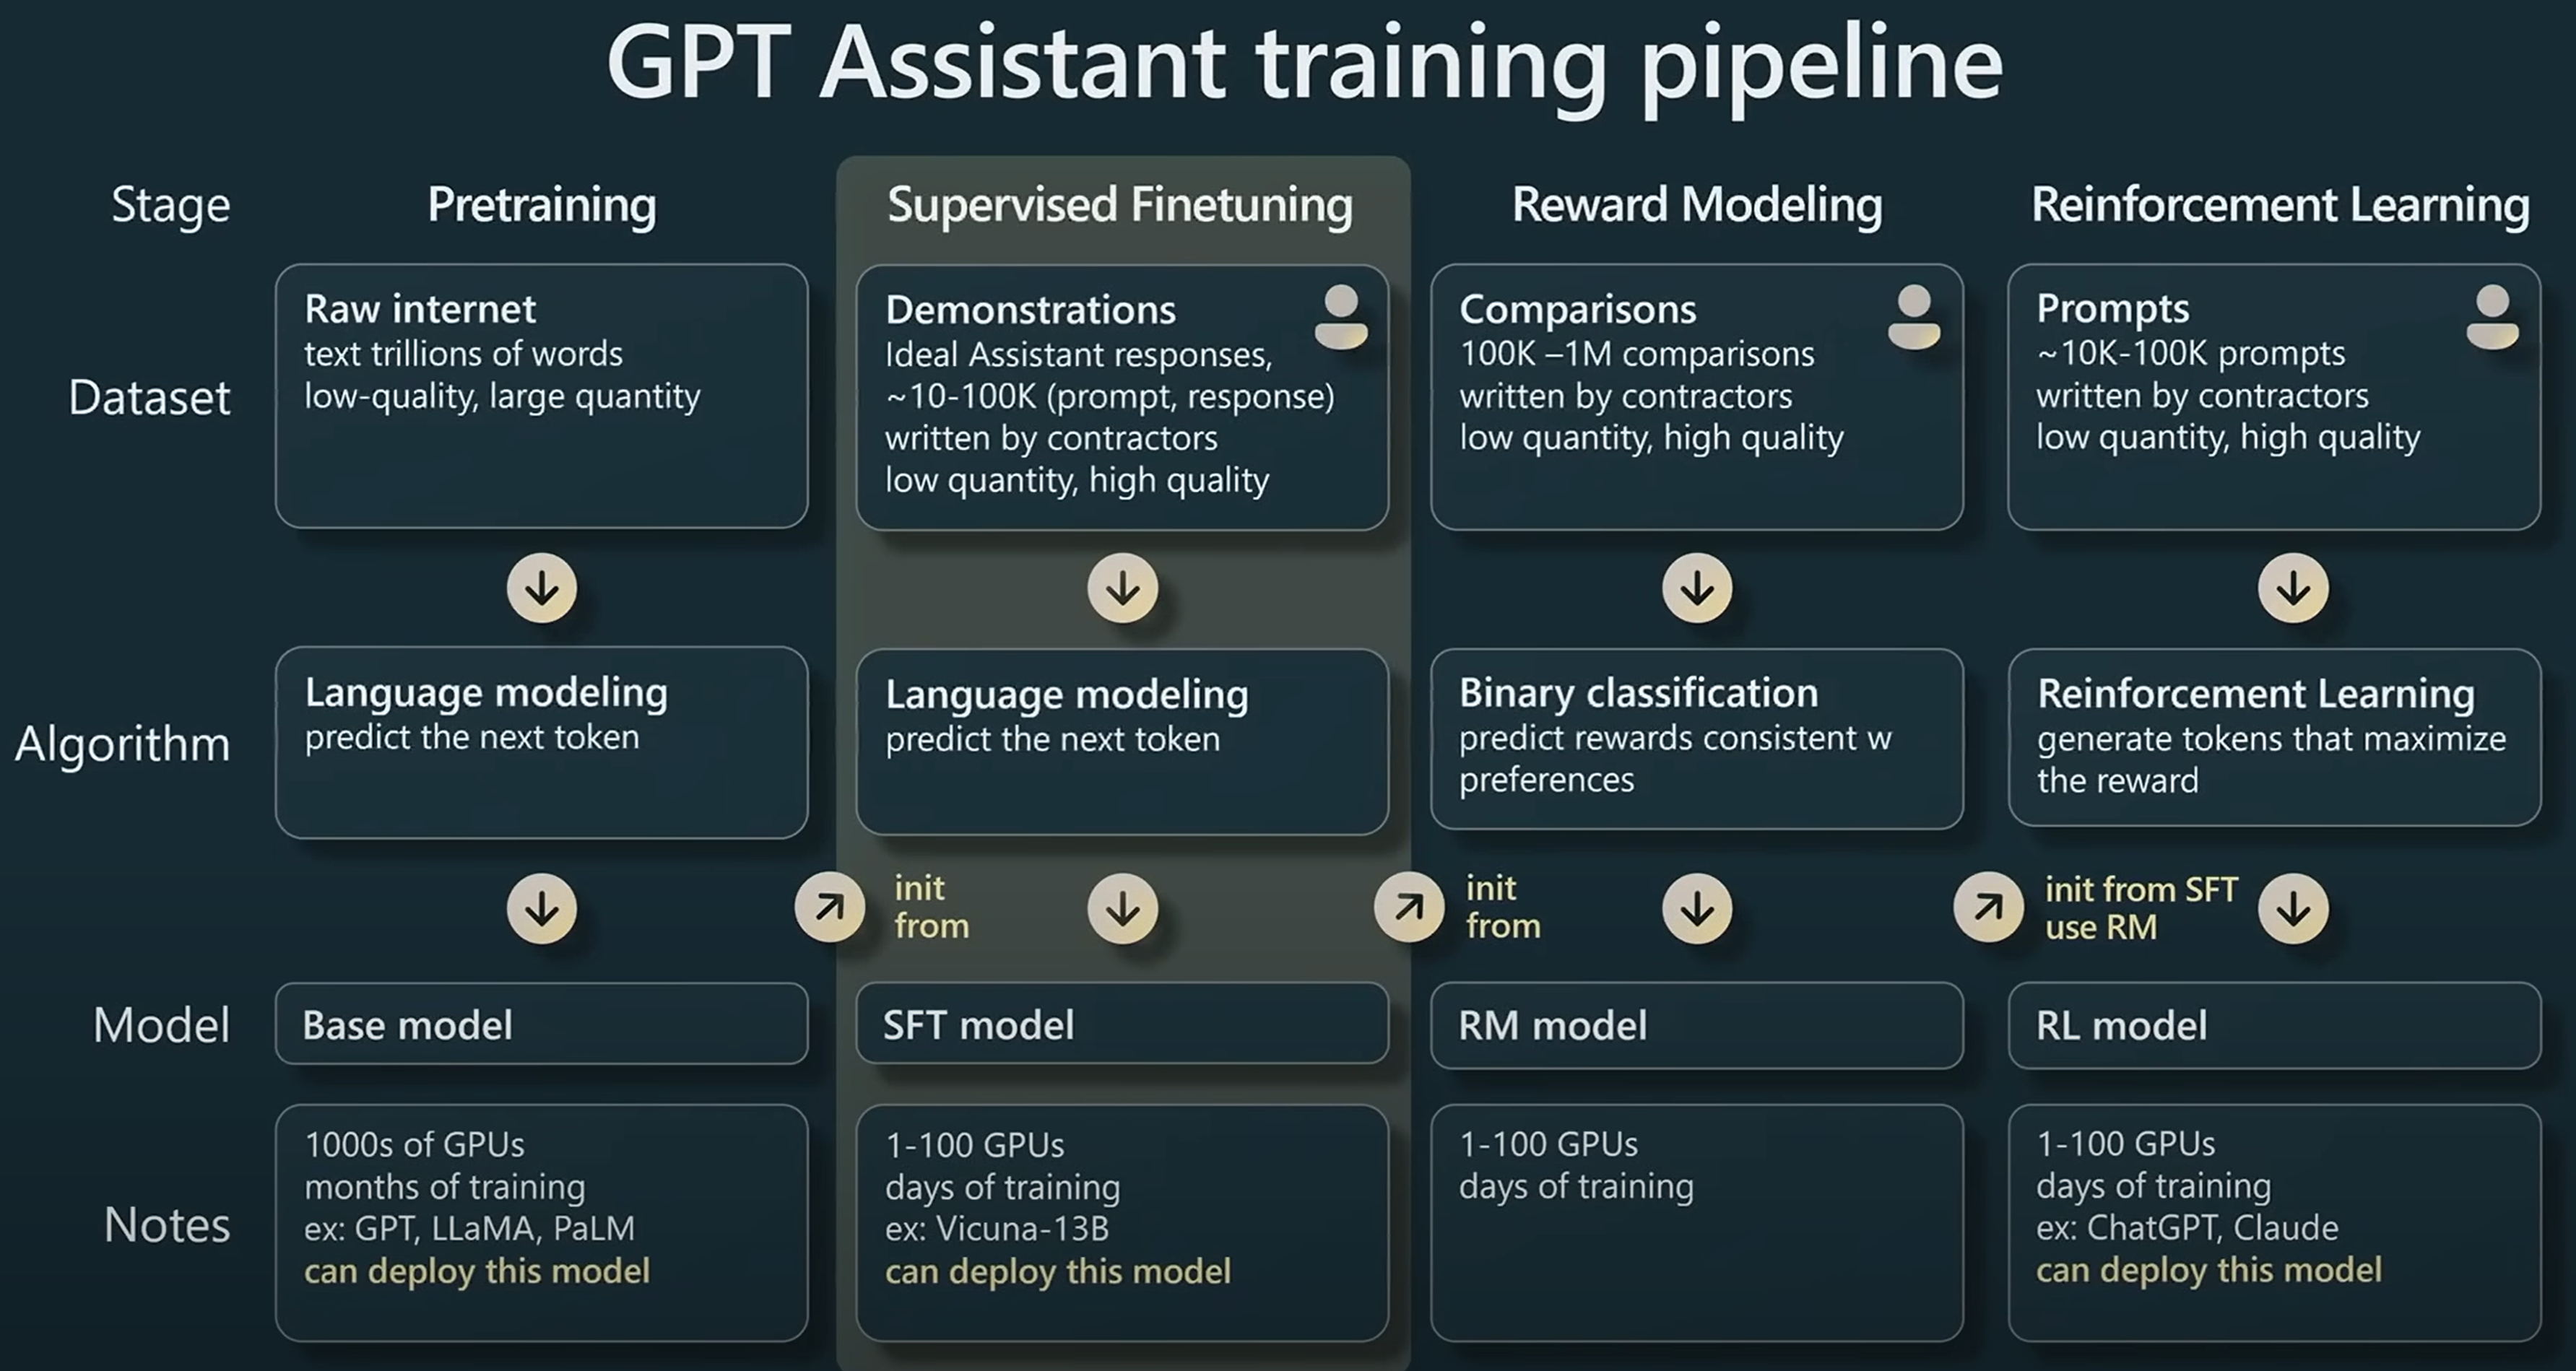 GPT Assistant training pipeline
Stage
Pretraining
Supervised Finetuning
Reward Modeling
Reinforcement Learning
Dataset
Raw internet
text trillions of words
low-quality, large quantity
Demonstrations
Ideal Assistant responses,
~10-100K (prompt, response)
written by contractors
low quantity, high quality
Comparisons
100K –1M comparisons
written by contractors
low quantity, high quality
Prompts
~10K-100K prompts
written by contractors
low quantity, high quality
Algorithm
Language modeling
predict the next token
Language modeling
predict the next token
Binary classification
predict rewards consistent w
preferences
Reinforcement Learning
generate tokens that maximize
the reward
init
from
init
from
init from SFT
use RM
Model
Base model
SFT model
RM model
RL model
Notes
1000s of GPUs
months of training
ex: GPT, LLaMA, PaLM
can deploy this model
1-100 GPUs
days of training
ex: Vicuna-13B
can deploy this model
1-100 GPUs
days of training
1-100 GPUs
days of training
ex: ChatGPT, Claude
can deploy this model